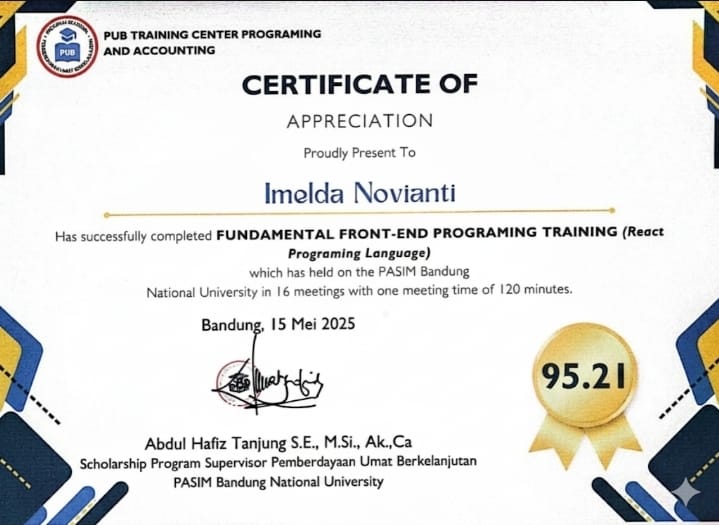 PUB TRAINING CENTER PROGRAMING
AND ACCOUNTING
PUB
CERTIFICATE OF
APPRECIATION
Proudly Present To
Imelda Novianti
Has successfully completed FUNDAMENTAL FRONT-END PROGRAMING TRAINING (React
Programing Language)
which has held on the PASIM Bandung
National University in 16 meetings with one meeting time of 120 minutes.
Bandung, 15 Mei 2025
95.21
Abdul Hafiz Tanjung S.E., M.Si., Ak.,Ca
Scholarship Program Supervisor Pemberdayaan Umat Berkelanjutan
PASIM Bandung National University